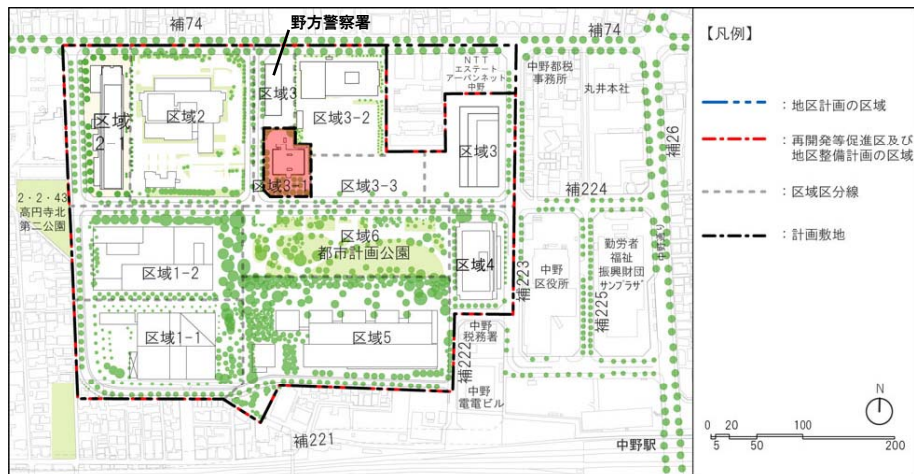 補74
野方警察署
補74
NTT
エステート
アーバンネット
中野
中野都税
事務所
丸井本社
区域3
区域3-2
区域
2-1
区域2
区域3
補26
区域3-1
区域3-3
補224
2・2・43
高円寺北
第二公園
区域6
都市計画公園
区域1-2
区域4
補223
中野
区役所
補225
勤労者
福祉
振興財団
サンプラザ
中野通り
区域1-1
区域5
中野
税務署
補222
中野
電電ビル
補221
中野駅
【凡例】
：地区計画の区域
：再開発等促進区及び
地区整備計画の区域
：区域区分線
：計画敷地
N
0 20 100
5 50 200